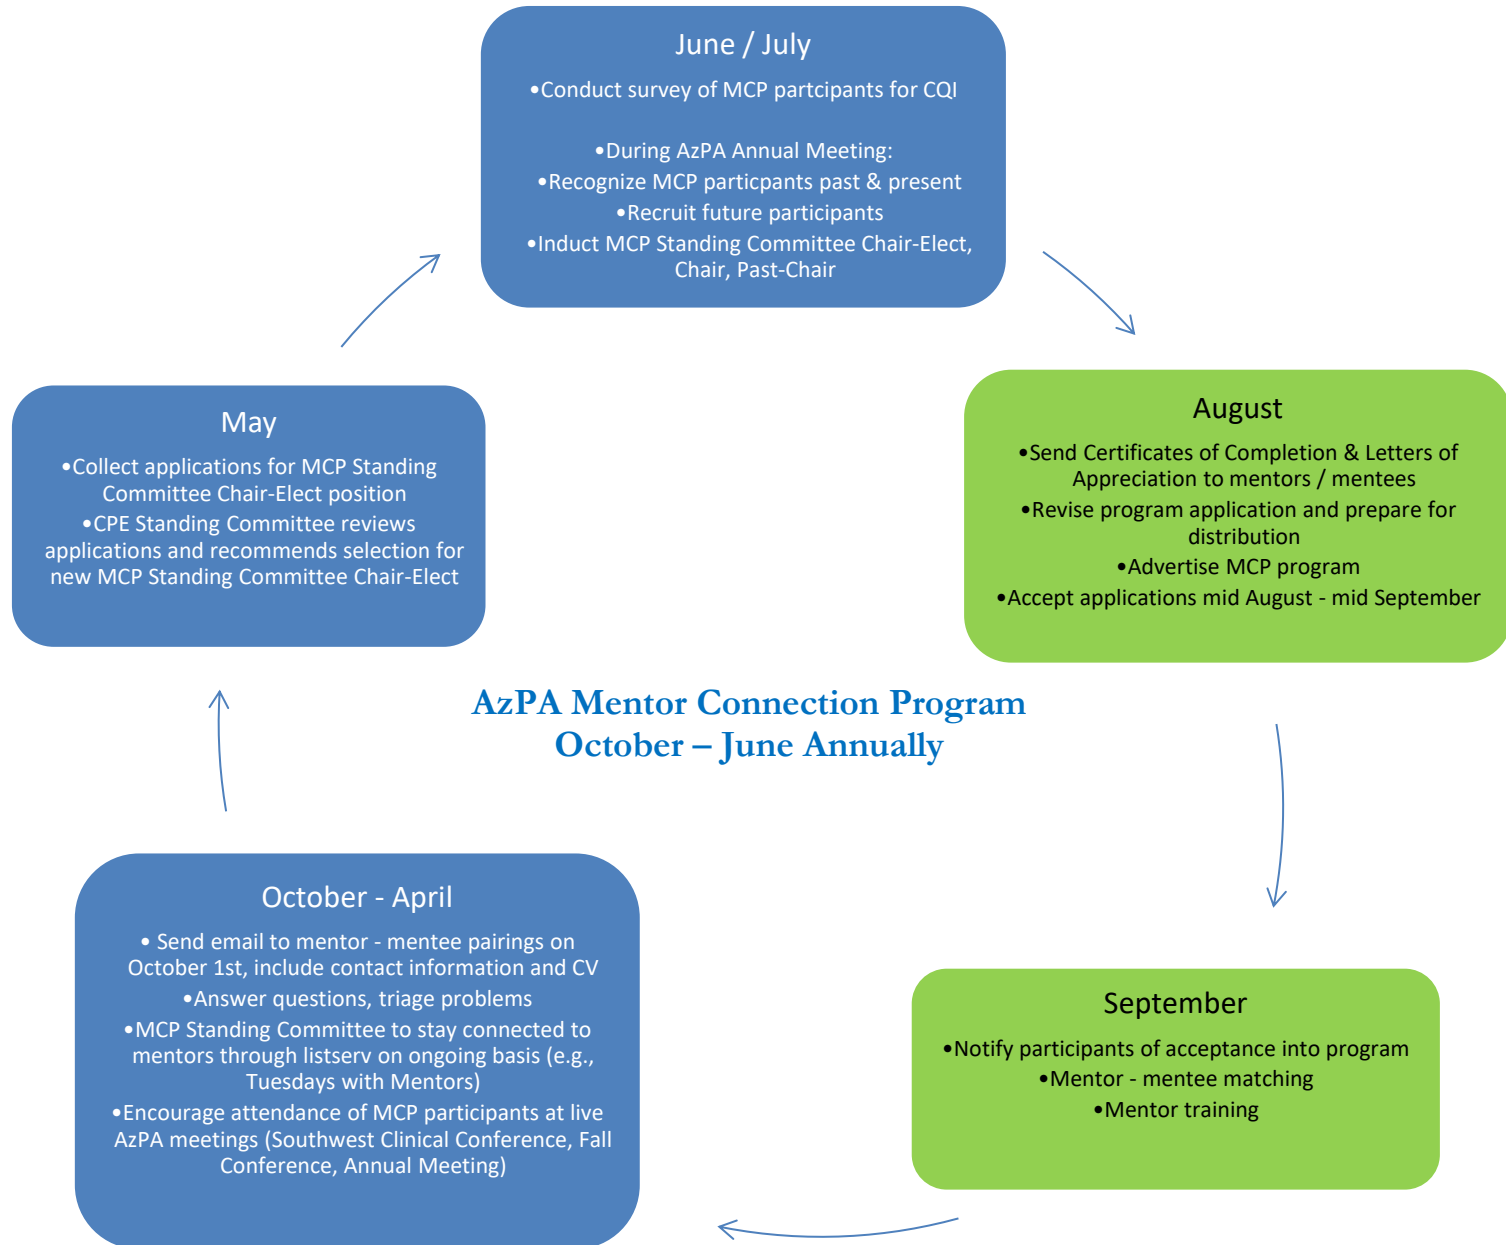 June / July
•Conduct survey of MCP partcipants for CQI
•During AzPA Annual Meeting:
•Recognize MCP particpants past & present
•Recruit future participants
•Induct MCP Standing Committee Chair-Elect,
Chair, Past-Chair
August
•Send Certificates of Completion & Letters of
Appreciation to mentors / mentees
•Revise program application and prepare for
distribution
•Advertise MCP program
•Accept applications mid August - mid September
September
•Notify participants of acceptance into program
•Mentor - mentee matching
•Mentor training
October - April
• Send email to mentor - mentee pairings on
October 1st, include contact information and CV
•Answer questions, triage problems
•MCP Standing Committee to stay connected to
mentors through listserv on ongoing basis (e.g.,
Tuesdays with Mentors)
•Encourage attendance of MCP participants at live
AzPA meetings (Southwest Clinical Conference, Fall
Conference, Annual Meeting)
May
•Collect applications for MCP Standing
Committee Chair-Elect position
•CPE Standing Committee reviews
applications and recommends selection for
new MCP Standing Committee Chair-Elect
AzPA Mentor Connection Program
October – June Annually